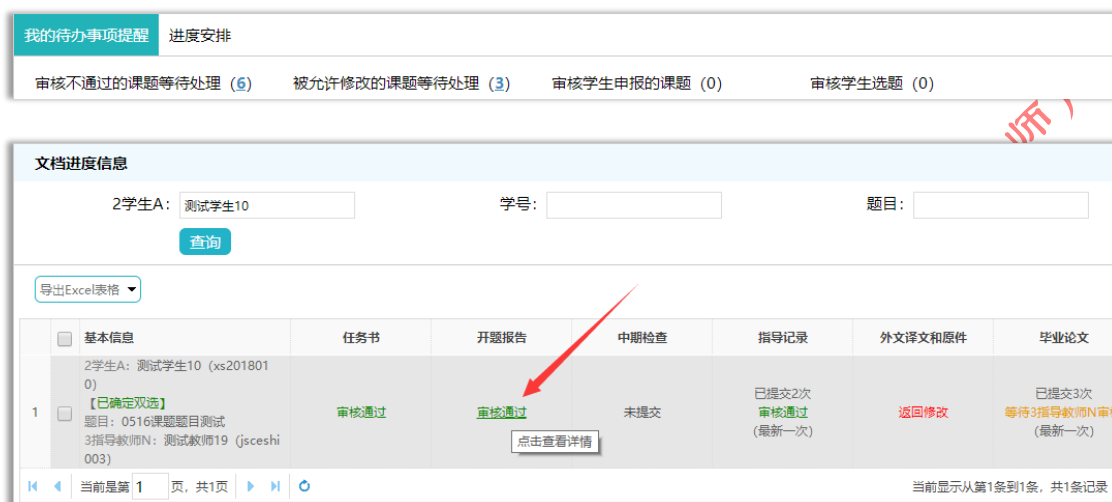 我的待办事项提醒 进度安排
审核不通过的课题等待处理 (6) 被允许修改的课题等待处理 (3) 审核学生申报的课题 (0) 审核学生选题 (0)
师）
文档进度信息
2学生A: 测试学生10 学号: 题目:
查询
导出Excel表格
基本信息 任务书 开题报告 中期检查 指导记录 外文译文和原件 毕业论文
2学生A: 测试学生10 (xs201801
0)
【已确定双选】
题目: 0516课题题目测试
3指导教师N: 测试教师19 (jsceshi
003)
1 审核通过 审核通过 未提交
已提交2次
审核通过
(最新一次)
返回修改
已提交3次
等待3指导教师N审
(最新一次)
点击查看详情
当前是第 1 页, 共1页 当前显示从第1条到1条, 共1条记录